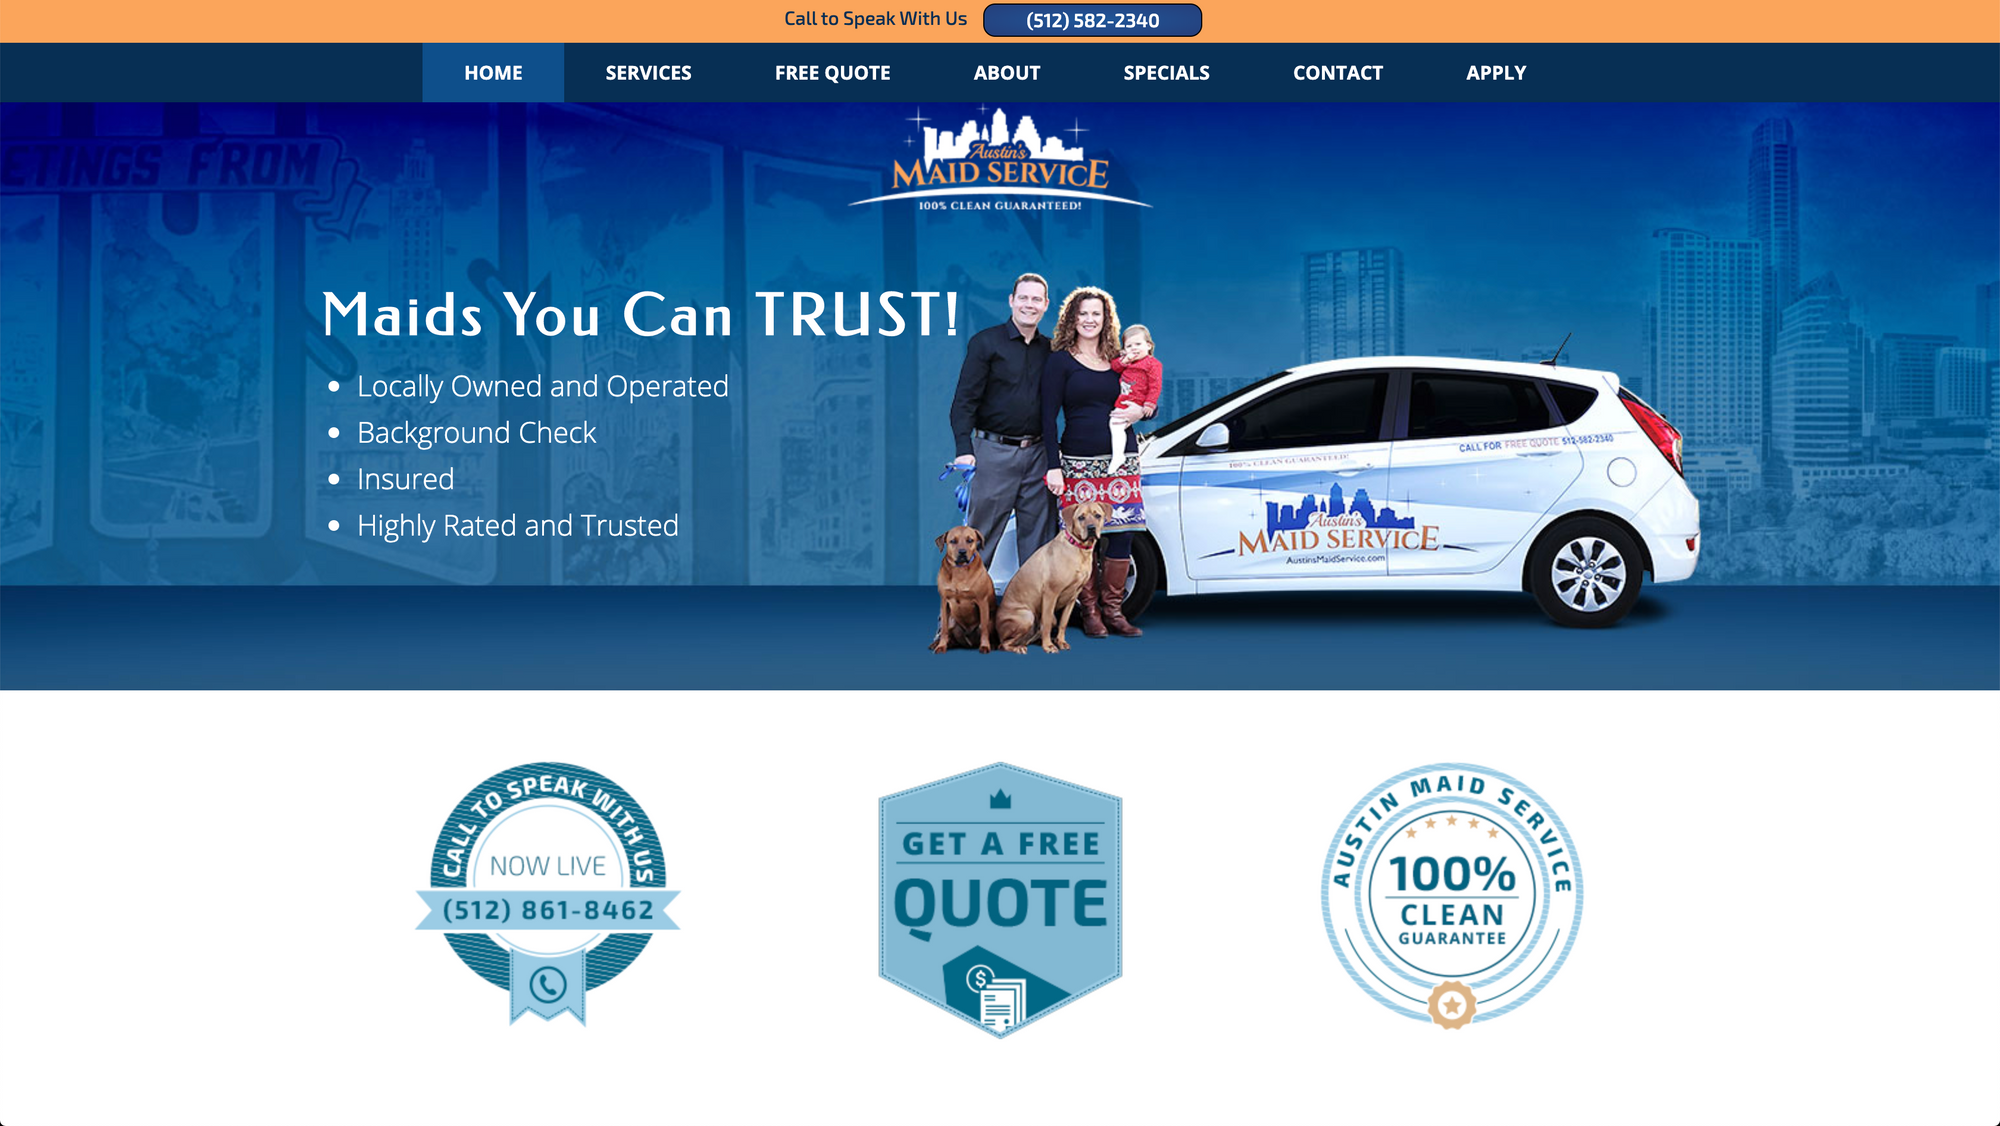 Call to Speak With Us (512) 582-2340
HOME SERVICES FREE QUOTE ABOUT SPECIALS CONTACT APPLY
ETINGS FROM
Austin's
MAID SERVICE
100% CLEAN GUARANTEED!
Maids You Can TRUST!
• Locally Owned and Operated
• Background Check
• Insured
• Highly Rated and Trusted
CALL FOR FREE QUOTE 512-582-2340
100% CLEAN GUARANTEED!
Austin's
MAID SERVICE
AustinsMaidService.com
CALL TO SPEAK WITH US
NOW LIVE
(512) 861-8462
GET A FREE
QUOTE
$
AUSTIN MAID SERVICE
100%
CLEAN
GUARANTEE